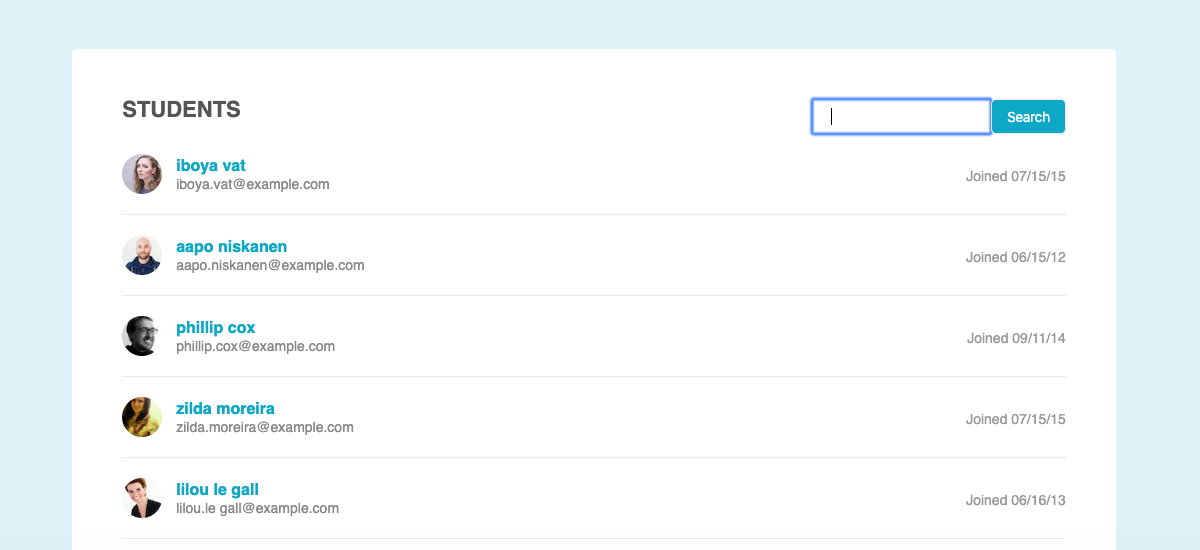 STUDENTS
Search
iboya vat
iboya.vat@example.com
Joined 07/15/15
aapo niskanen
aapo.niskanen@example.com
Joined 06/15/12
phillip cox
phillip.cox@example.com
Joined 09/11/14
zilda moreira
zilda.moreira@example.com
Joined 07/15/15
lilou le gall
lilou.le gall@example.com
Joined 06/16/13